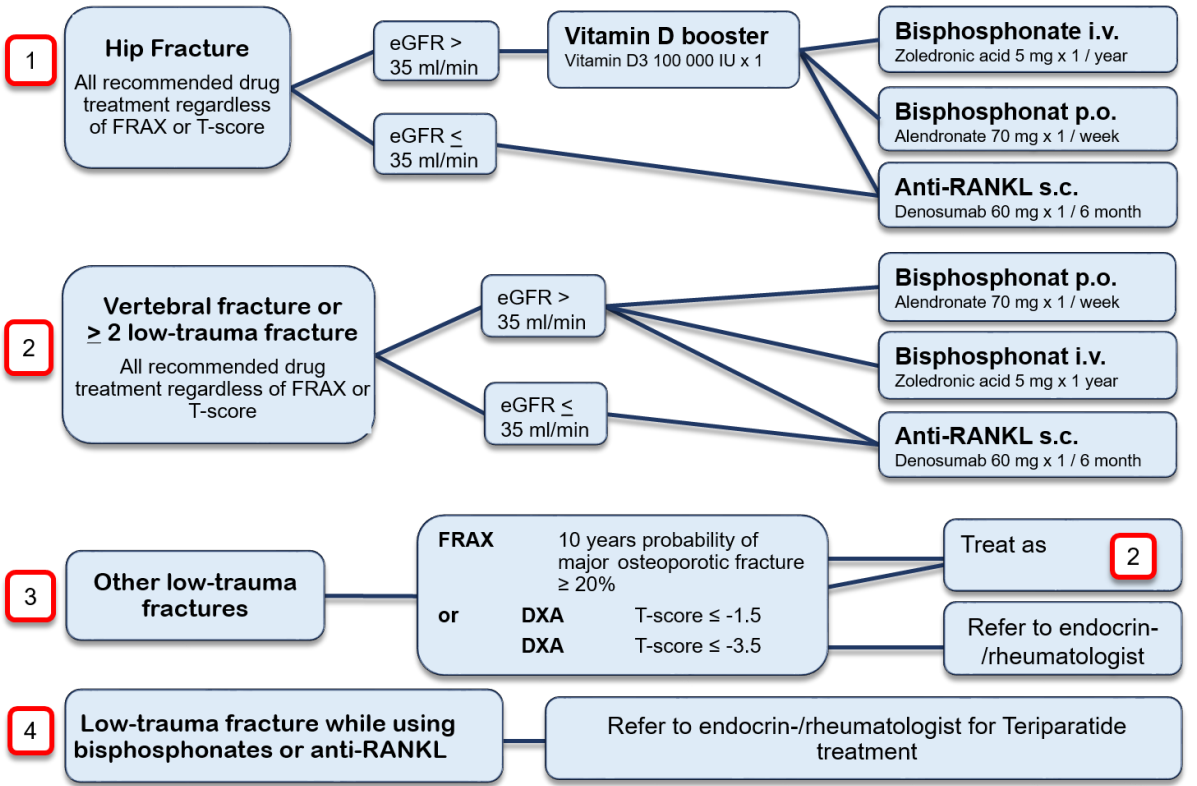 1
Hip Fracture
All recommended drug
treatment regardless
of FRAX or T-score
eGFR >
35 ml/min
eGFR ≤
35 ml/min
Vitamin D booster
Vitamin D3 100 000 IU x 1
Bisphosphonate i.v.
Zoledronic acid 5 mg x 1 / year
Bisphosphonat p.o.
Alendronate 70 mg x 1 / week
Anti-RANKL s.c.
Denosumab 60 mg x 1 / 6 month
2
Vertebral fracture or
≥ 2 low-trauma fracture
All recommended drug
treatment regardless of FRAX or
T-score
eGFR >
35 ml/min
eGFR ≤
35 ml/min
Bisphosphonat p.o.
Alendronate 70 mg x 1 / week
Bisphosphonat i.v.
Zoledronic acid 5 mg x 1 year
Anti-RANKL s.c.
Denosumab 60 mg x 1 / 6 month
3
Other low-trauma
fractures
FRAX 10 years probability of
major osteoporotic fracture
≥ 20%
or DXA T-score ≤ -1.5
DXA T-score ≤ -3.5
Treat as 2
Refer to endocrin-
/rheumatologist
4
Low-trauma fracture while using
bisphosphonates or anti-RANKL
Refer to endocrin-/rheumatologist for Teriparatide
treatment